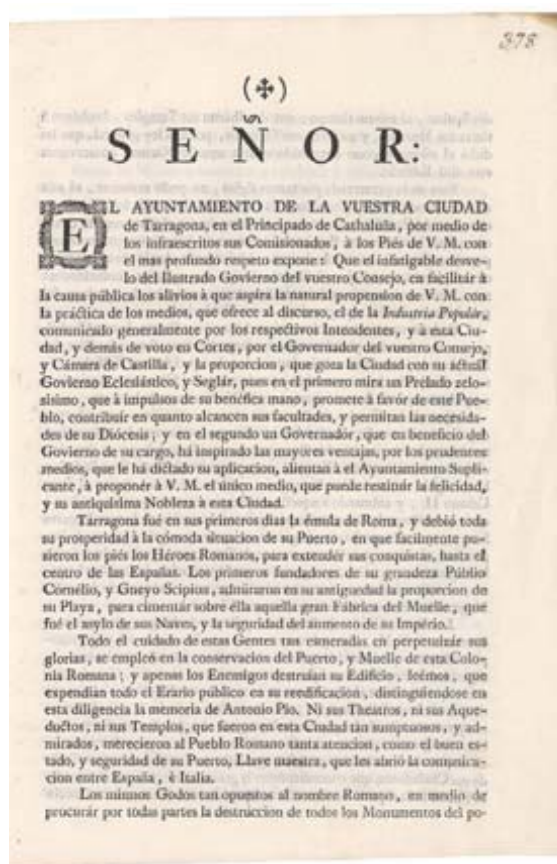 378
(✠)
SEÑOR:
EL AYUNTAMIENTO DE LA VUESTRA CIUDAD
de Tarragona, en el Principado de Cathaluña, por medio de
los infraescritos sus Comisionados, à los Piés de V. M. con
el mas profundo respeto expone: Que el infatigable desve-
lo del Ilustrado Govierno del vuestro Consejo, en facilitár à
la causa pública los alivios à que aspira la natural propension de V. M. con
la práctica de los medios, que ofrece al discurso, el de la Industria Popular,
comunicado generalmente por los respectivos Intendentes, y à esta Ciu-
dad, y demás de voto en Cortes, por el Governador del vuestro Consejo,
y Cámara de Castilla, y la proporcion, que goza la Ciudad con su actuál
Govierno Eclesiástico, y Seglár, pues en el primero mira un Prelado zelo-
sisimo, que à impulsos de su benéfica mano, promete à favor de este Pue-
blo, contribuir en quanto alcancen sus facultades, y permitan las necesida-
des de su Diócesis; y en el segundo un Governador, que en beneficio del
Govierno de su cargo, há inspirado las mayores ventajas, por los prudentes
medios, que le há dictado su aplicacion, alientan à el Ayuntamiento Supli-
cante, à proponér à V. M. el único medio, que puede restituir la felicidad,
y su antiquisima Nobleza à esta Ciudad.
Tarragona fué en sus primeros dias la émula de Roma, y debió toda
su prosperidad à la cómoda situacion de su Puerto, en que facilmente pu-
sieron los piés los Héroes Romanos, para extender sus conquistas, hasta el
centro de las Españas. Los primeros fundadores de su grandeza Públio
Cornélio, y Gneyo Scipios, admiraron en su antiguedad la proporcion de
su Playa, para cimentár sobre élla aquella gran Fábrica del Muelle, que
fué el asylo de sus Naves, y la seguridad del aumento de su Império.
Todo el cuidado de estas Gentes tan esmeradas en perpetuizár sus
glorias, se empleó en la conservacion del Puerto, y Muelle de esta Colo-
nia Romana; y apenas los Enemigos destruían su Edificio, leémos, que
expendian todo el Erario público en su reedificacion, distinguiendose en
esta diligencia la memoria de Antonio Pio. Ni sus Theatros, ni sus Aque-
ductos, ni sus Templos, que fueron en esta Ciudad tan sumptuosos, y ad-
mirados, merecieron al Pueblo Romano tanta atencion, como el buen es-
tado, y seguridad de su Puerto, Llave maestra, que les abrió la comunica-
cion entre España, è Italia.
Los mismos Godos tan opuestos al nombre Romano, en medio de
procurár por todas partes la destruccion de todos los Monumentos del po-